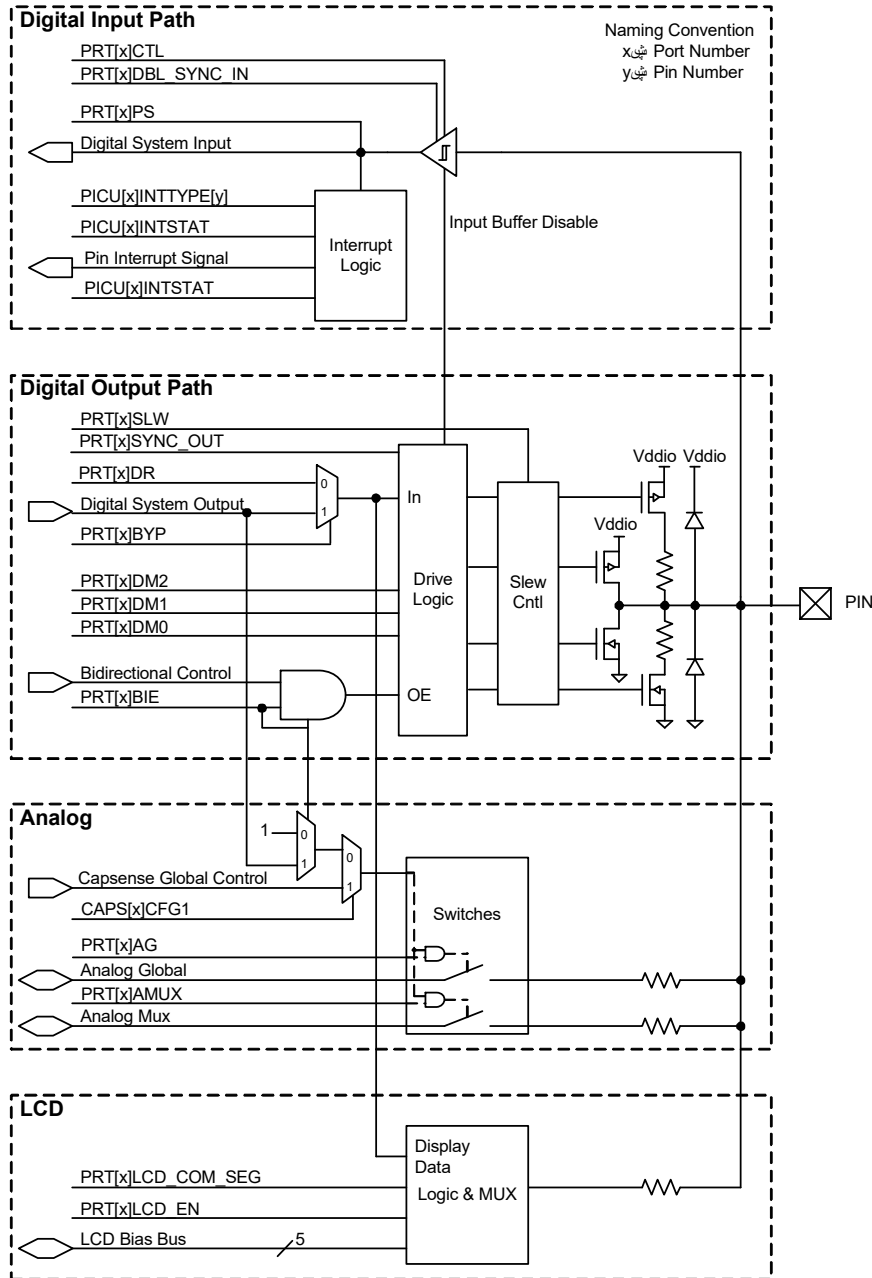 Digital Input Path
Naming Convention
x Port Number
y Pin Number
PRT[x]CTL
PRT[x]DBL_SYNC_IN
PRT[x]PS
Digital System Input
PICU[x]INTTYPE[y]
PICU[x]INTSTAT
Pin Interrupt Signal
PICU[x]INTSTAT
Interrupt
Logic
Input Buffer Disable
Digital Output Path
PRT[x]SLW
PRT[x]SYNC_OUT
PRT[x]DR
Digital System Output
PRT[x]BYP
0
1
PRT[x]DM2
PRT[x]DM1
PRT[x]DM0
Bidirectional Control
PRT[x]BIE
In
Drive
Logic
OE
Slew
Cntl
Vddio
Vddio
Vddio
PIN
Analog
1
0
1
0
1
Capsense Global Control
CAPS[x]CFG1
Switches
PRT[x]AG
Analog Global
PRT[x]AMUX
Analog Mux
LCD
Display
Data
Logic & MUX
PRT[x]LCD_COM_SEG
PRT[x]LCD_EN
LCD Bias Bus
5